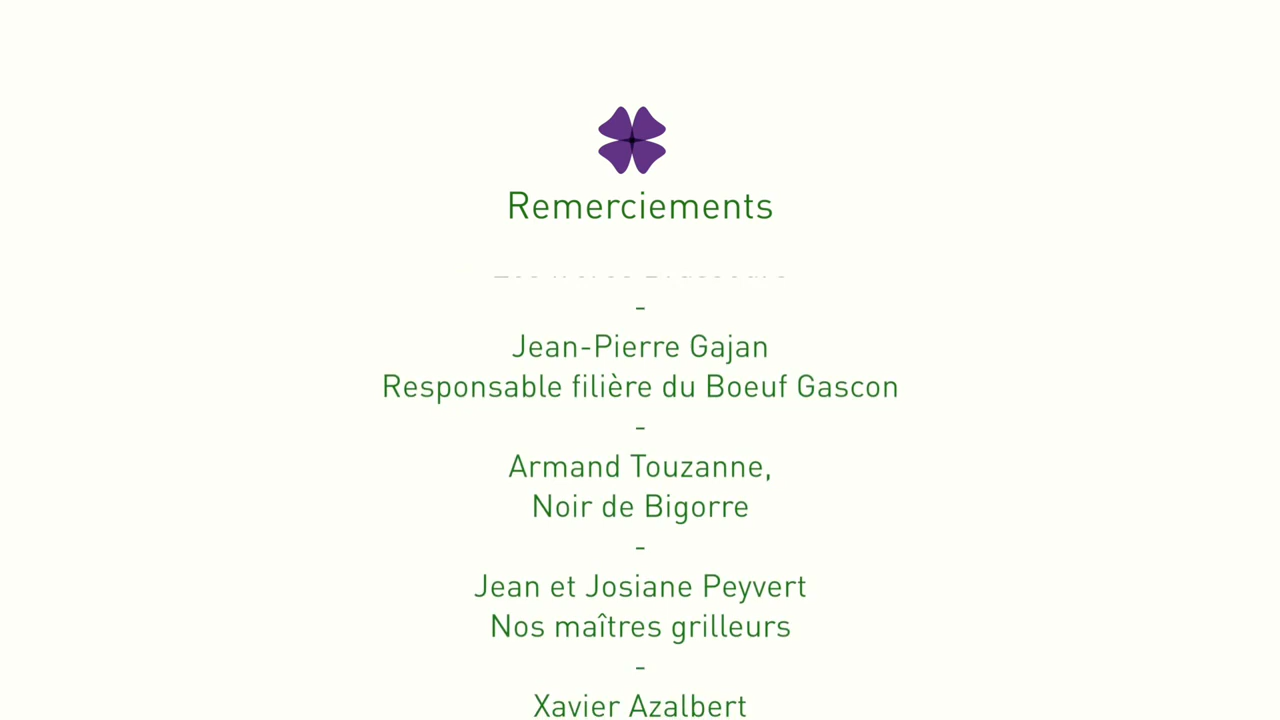 Remerciements
-
Jean-Pierre Gajan
Responsable filière du Boeuf Gascon
-
Armand Touzanne,
Noir de Bigorre
-
Jean et Josiane Peyvert
Nos maîtres grilleurs
-
Xavier Azalbert